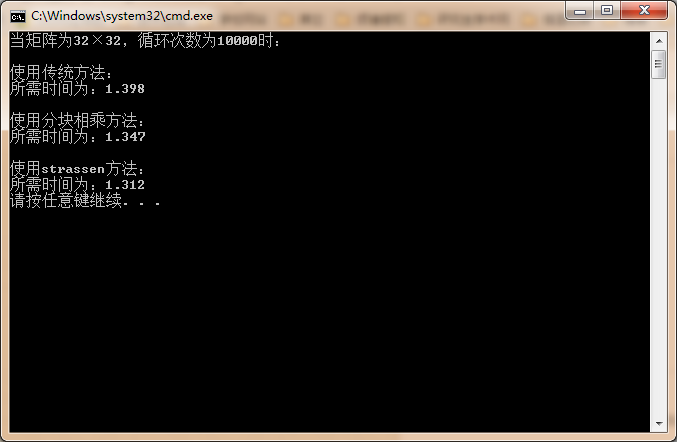 C:\Windows\system32\cmd.exe
当矩阵为32×32, 循环次数为10000时:
使用传统方法:
所需时间为: 1.398
使用分块相乘方法:
所需时间为: 1.347
使用strassen方法:
所需时间为: 1.312
请按任意键继续. . .